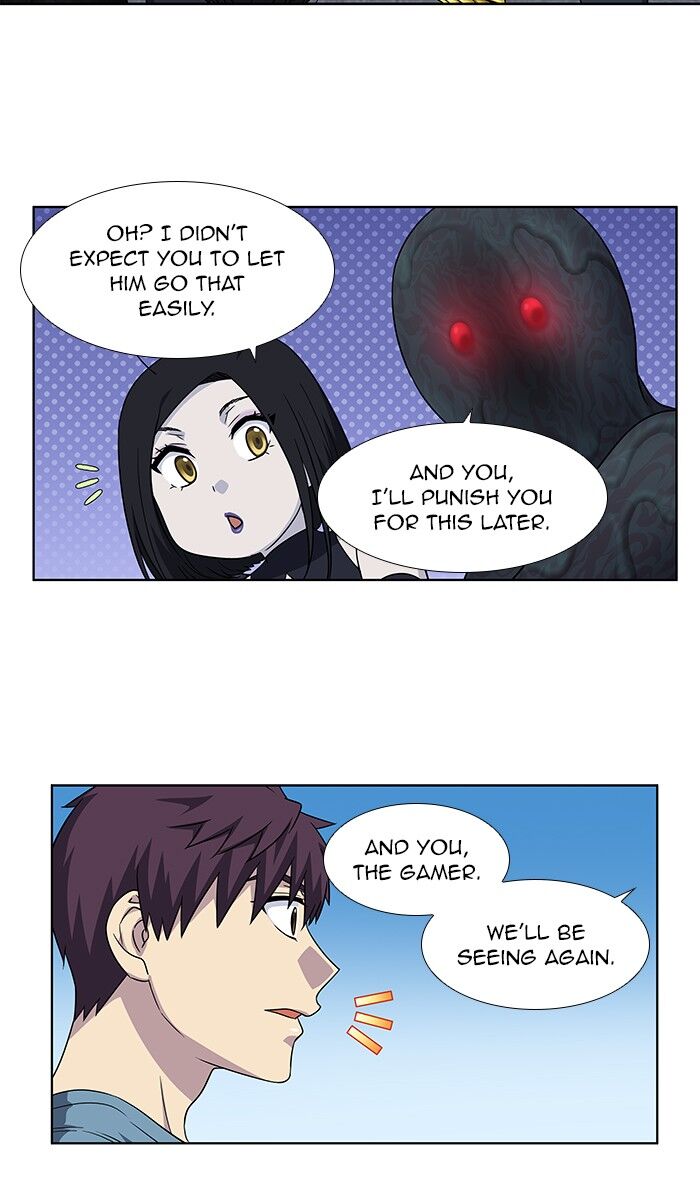 OH? I DIDN'T
EXPECT YOU TO LET
HIM GO THAT
EASILY.
AND YOU,
I'LL PUNISH YOU
FOR THIS LATER.
AND YOU,
THE GAMER.
WE'LL BE
SEEING AGAIN.